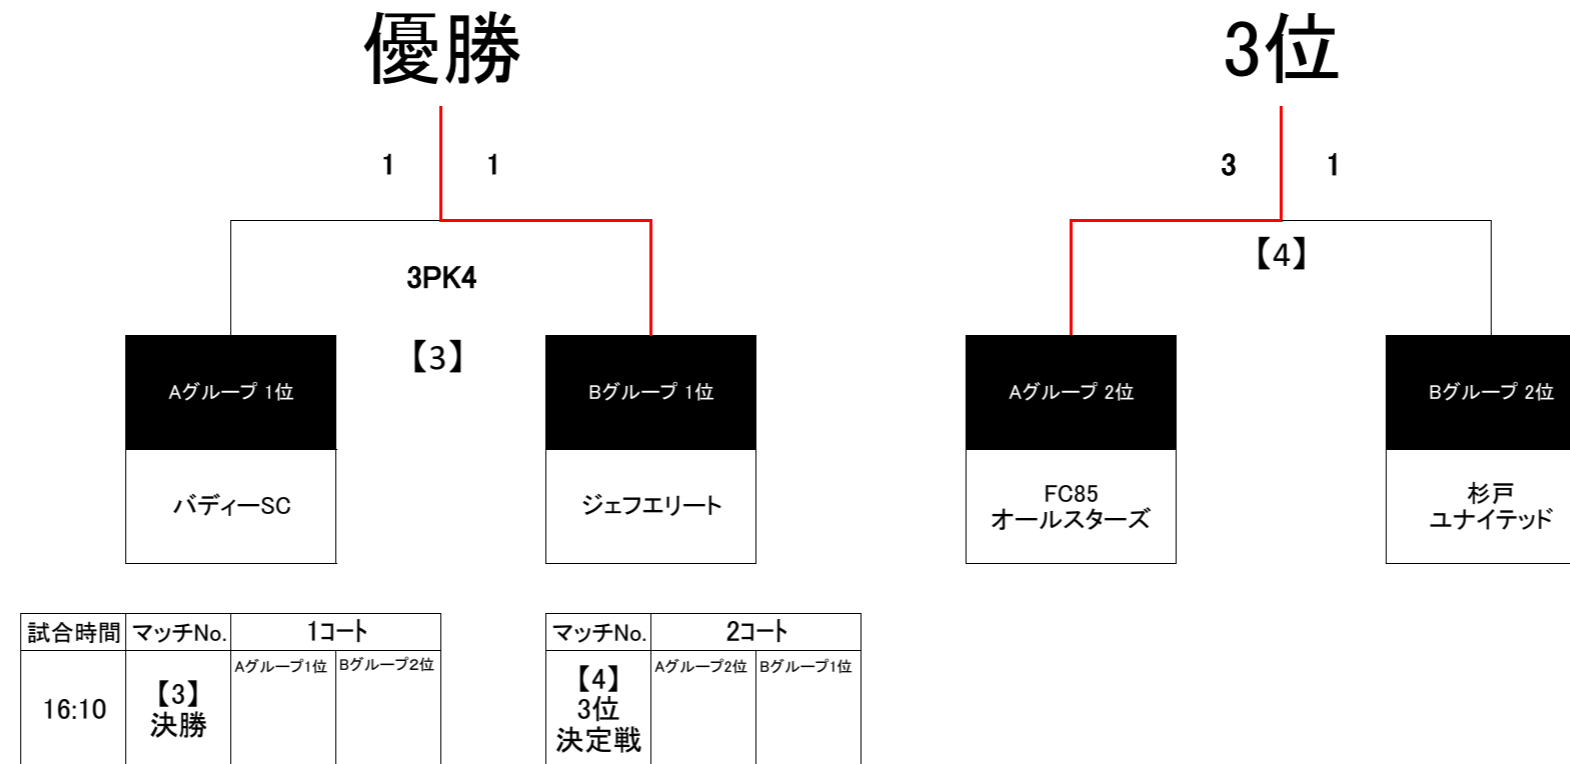 優勝
3位
1
1
3
1
3PK4
【3】
【4】
Aグループ 1位
Bグループ 1位
Aグループ 2位
Bグループ 2位
バディーSC
ジェフエリート
FC85
オールスターズ
杉戸
ユナイテッド
試合時間 マッチNo. 1コート
Aグループ1位 Bグループ2位
16:10
【3】
決勝
マッチNo. 2コート
Aグループ2位 Bグループ1位
【4】
3位
決定戦